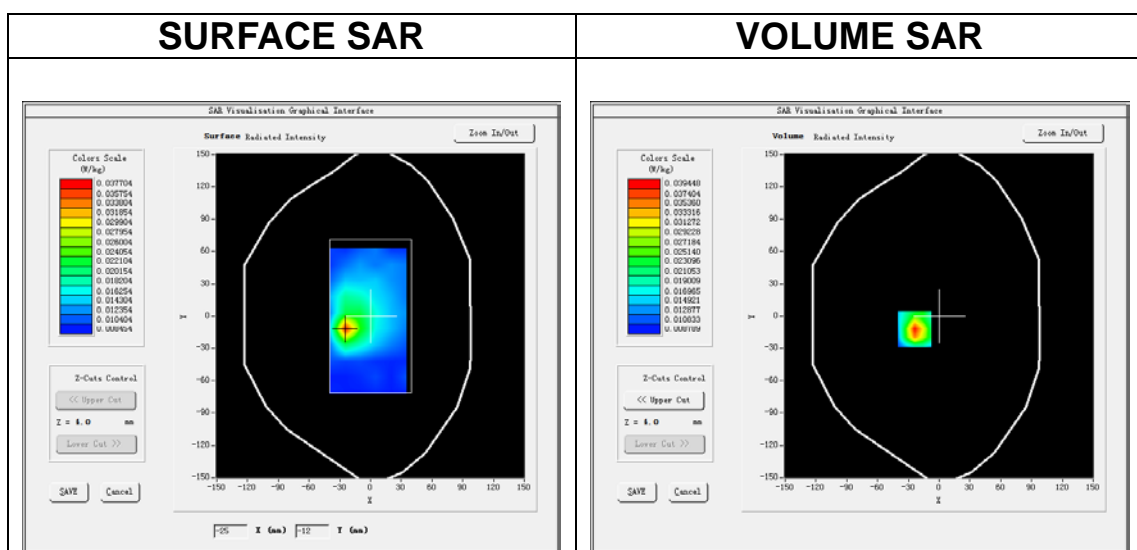 SURFACE SAR
VOLUME SAR
SAR Visualisation Graphical Interface
Surface Radiated Intensity
Zoom In/Out
Colors Scale
(W/kg)
0.037704
0.035754
0.033804
0.031854
0.029904
0.027954
0.026004
0.024054
0.022104
0.020154
0.018204
0.016254
0.014304
0.012354
0.010404
0.008454
150
120
90
60
30
0
-30
-60
-90
-120
-150
Y
-150 -120 -90 -60 -30 0 30 60 90 120 150
X
Z-Cuts Control
<< Upper Cut
Z = 4.0 mm
Lower Cut >>
SAVE Cancel
-25 X (mm) -12 Y (mm)
SAR Visualisation Graphical Interface
Volume Radiated Intensity
Zoom In/Out
Colors Scale
(W/kg)
0.039448
0.037404
0.035360
0.033316
0.031272
0.029228
0.027184
0.025140
0.023096
0.021053
0.019009
0.016965
0.014921
0.012877
0.010833
0.008789
150
120
90
60
30
0
-30
-60
-90
-120
-150
Y
-150 -120 -90 -60 -30 0 30 60 90 120 150
X
Z-Cuts Control
<< Upper Cut
Z = 4.0 mm
Lower Cut >>
SAVE Cancel